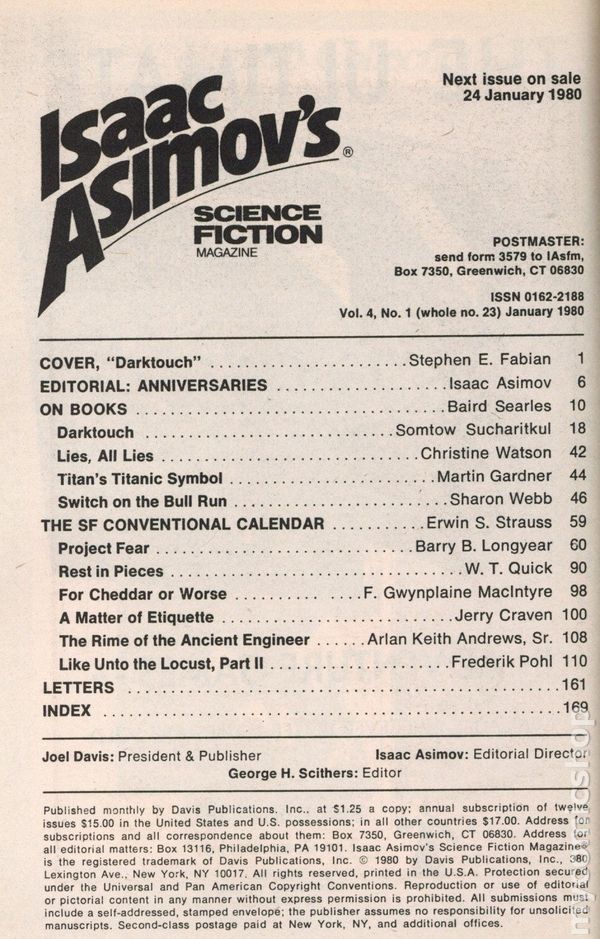 Isaac
Asimov's®
SCIENCE
FICTION
MAGAZINE
Next issue on sale
24 January 1980
POSTMASTER:
send form 3579 to IAsfm,
Box 7350, Greenwich, CT 06830
ISSN 0162-2188
Vol. 4, No. 1 (whole no. 23) January 1980
COVER, "Darktouch" ........................Stephen E. Fabian 1
EDITORIAL: ANNIVERSARIES ....................Isaac Asimov 6
ON BOOKS .....................................Baird Searles 10
Darktouch ..............................Somtow Sucharitkul 18
Lies, All Lies ................................Christine Watson 42
Titan's Titanic Symbol .........................Martin Gardner 44
Switch on the Bull Run ..........................Sharon Webb 46
THE SF CONVENTIONAL CALENDAR ...........Erwin S. Strauss 59
Project Fear ................................Barry B. Longyear 60
Rest in Pieces ...................................W. T. Quick 90
For Cheddar or Worse .......... .. ....F. Gwynplaine MacIntyre 98
A Matter of Etiquette .............................Jerry Craven 100
The Rime of the Ancient Engineer ......Arlan Keith Andrews, Sr. 108
Like Unto the Locust, Part II ......................Frederik Pohl 110
LETTERS ....................................................161
INDEX .......................................................169
Joel Davis: President & Publisher Isaac Asimov: Editorial Director
George H. Scithers: Editor
Published monthly by Davis Publications. Inc., at $1.25 a copy; annual subscription of twelve
issues $15.00 in the United States and U.S. possessions; in all other countries $17.00. Address for
subscriptions and all correspondence about them: Box 7350, Greenwich, CT 06830. Address for
all editorial matters: Box 13116, Philadelphia, PA 19101. Isaac Asimov's Science Fiction Magazine
is the registered trademark of Davis Publications, Inc. © 1980 by Davis Publications, Inc., 380
Lexington Ave., New York, NY 10017. All rights reserved, printed in the U.S.A. Protection secured
under the Universal and Pan American Copyright Conventions. Reproduction or use of editorial
or pictorial content in any manner without express permission is prohibited. All submissions must
include a self-addressed, stamped envelope; the publisher assumes no responsibility for unsolicited
manuscripts. Second-class postage paid at New York, NY, and additional offices.
mycomicshop